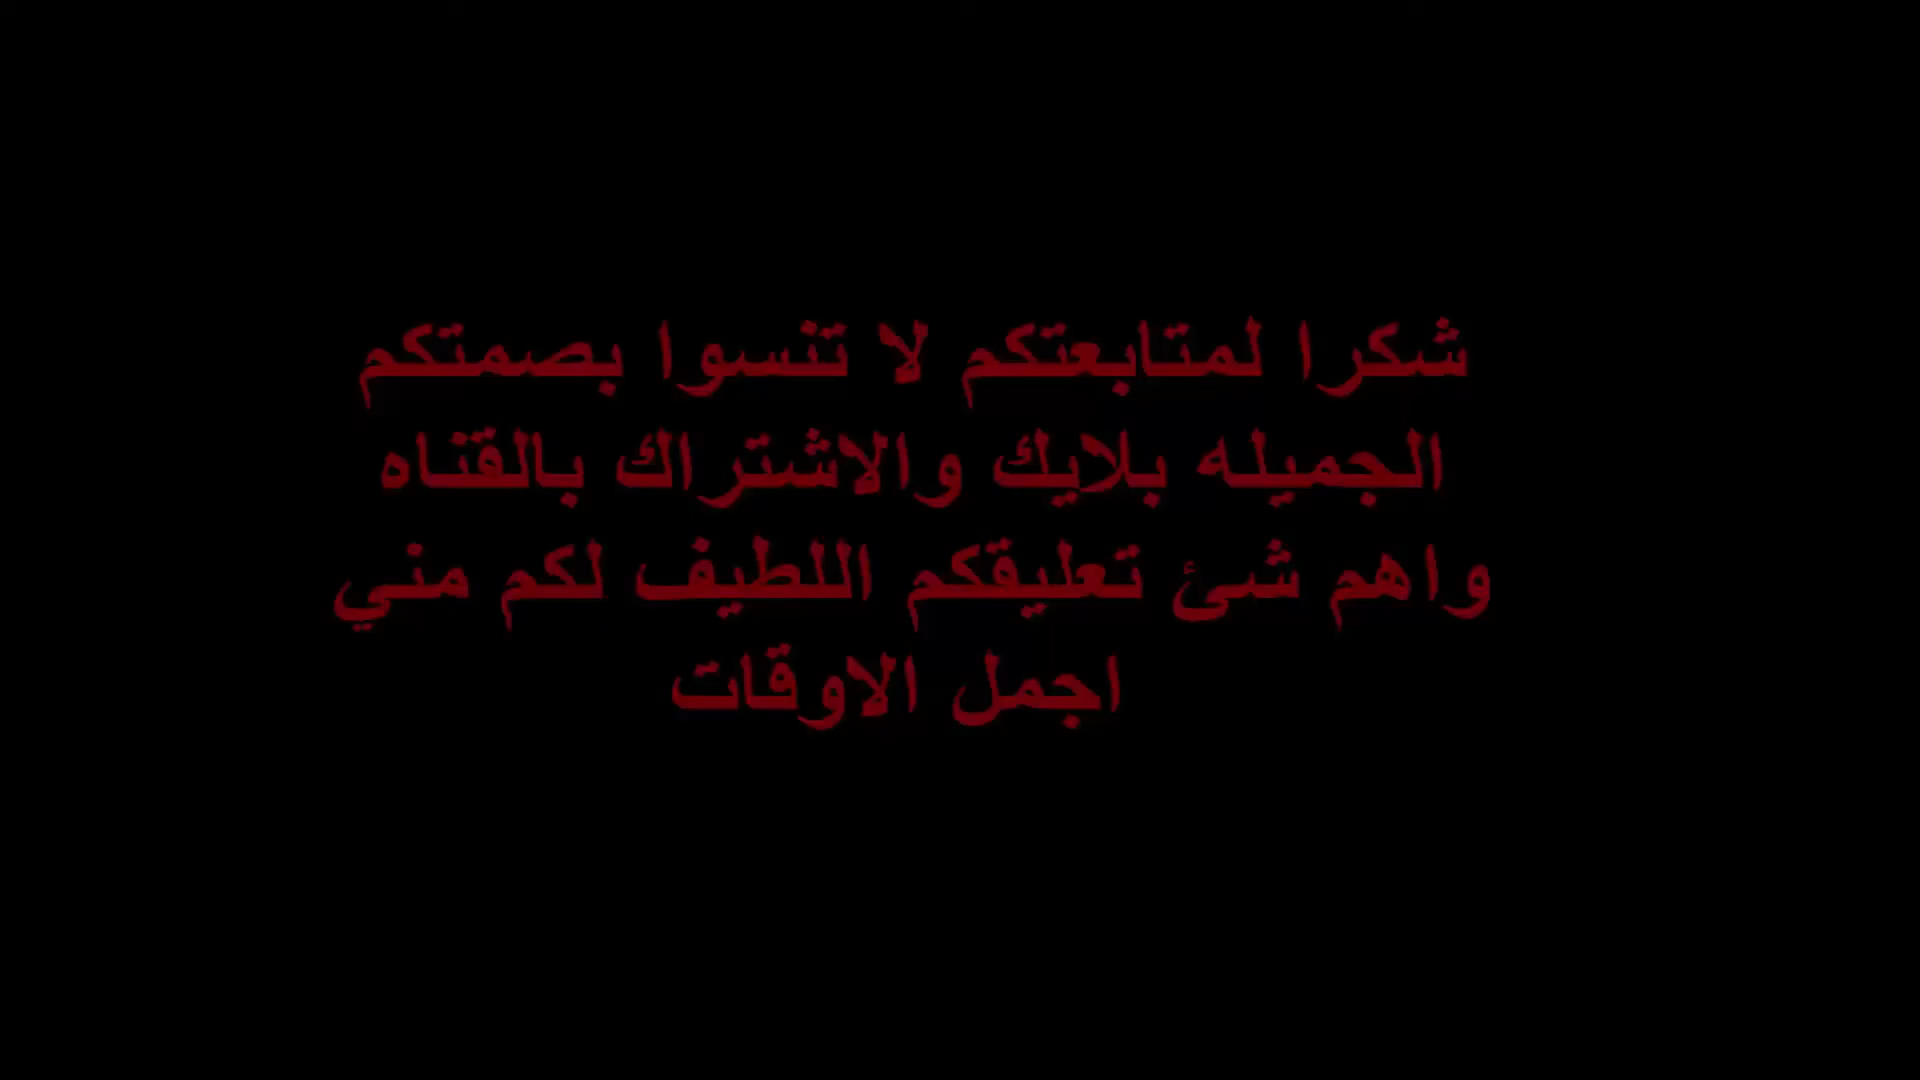 شكرا لمتابعتكم لا تنسوا بصمتكم
الجميله بلايك والاشتراك بالقناه
واهم شئ تعليقكم اللطيف لكم مني
اجمل الاوقات